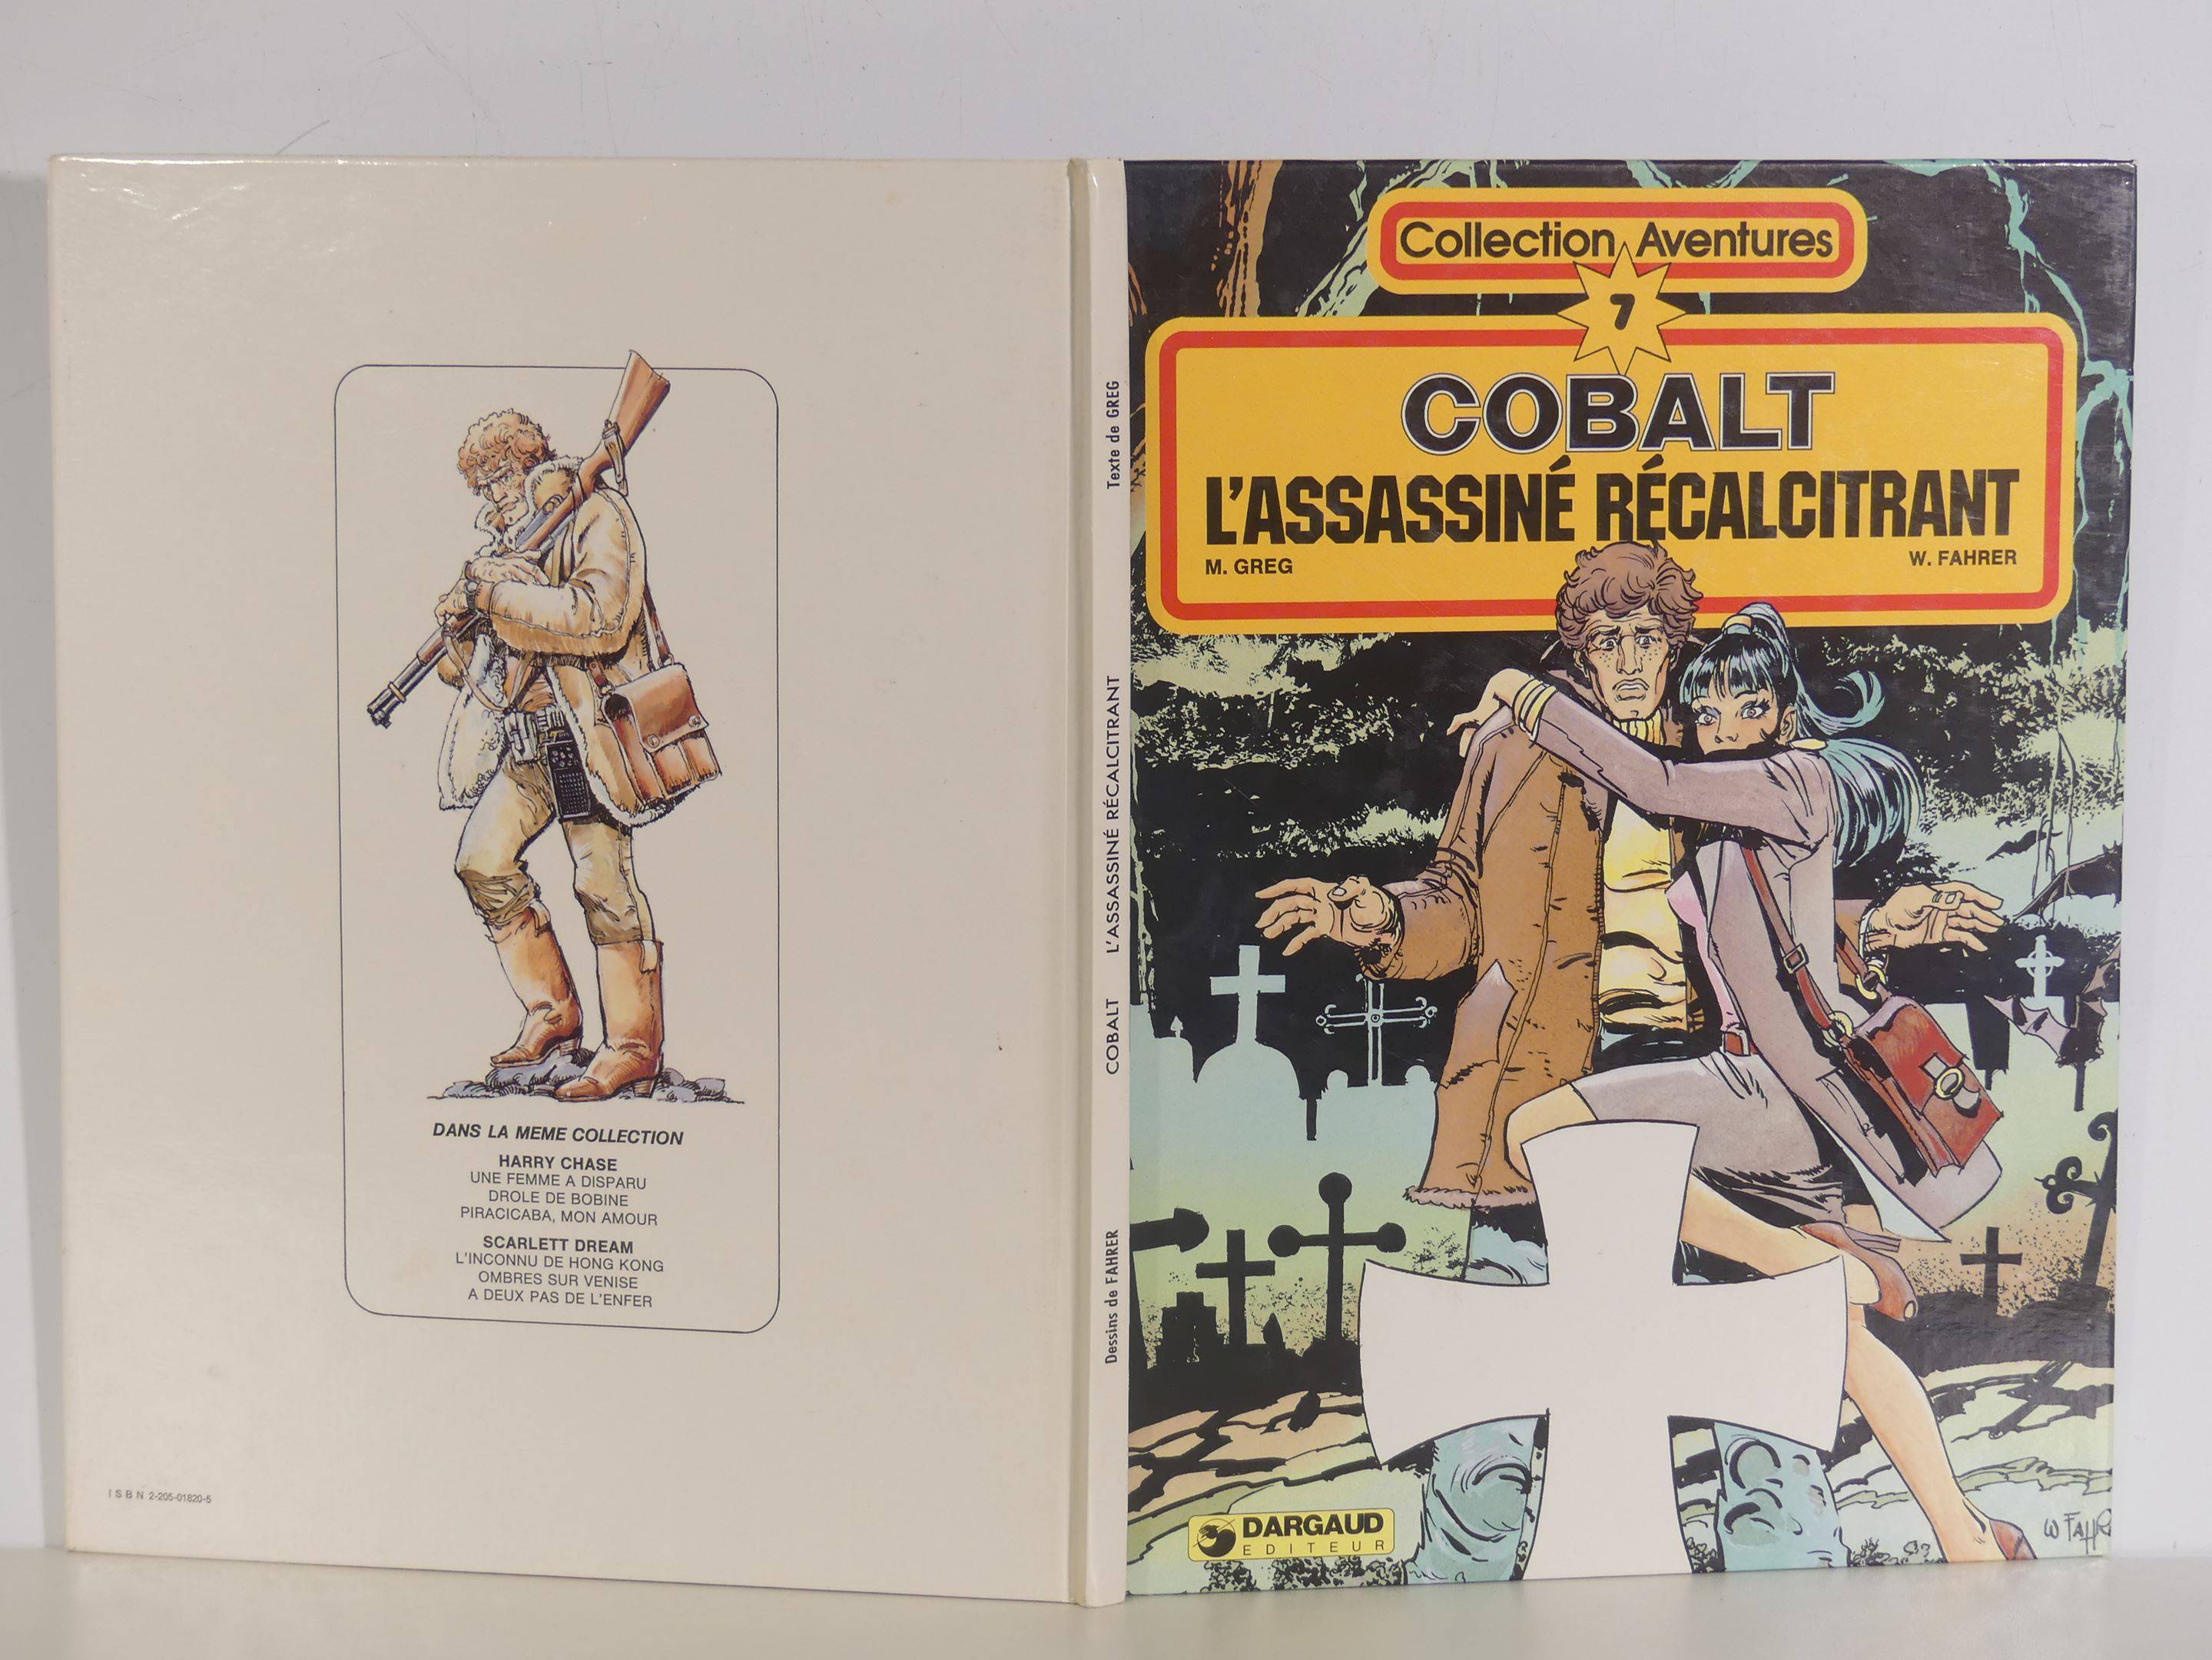 DANS LA MEME COLLECTION
HARRY CHASE
UNE FEMME A DISPARU
DROLE DE BOBINE
PIRACICABA, MON AMOUR
SCARLETT DREAM
L'INCONNU DE HONG KONG
OMBRES SUR VENISE
A DEUX PAS DE L'ENFER
ISBN 2-205-01820-5
Dessins de FAHRER COBALT L'ASSASSINÉ RÉCALCITRANT Texte de GREG
Collection Aventures
7
COBALT
L'ASSASSINÉ RÉCALCITRANT
M. GREG W. FAHRER
DARGAUD
EDITEUR
W FAHR